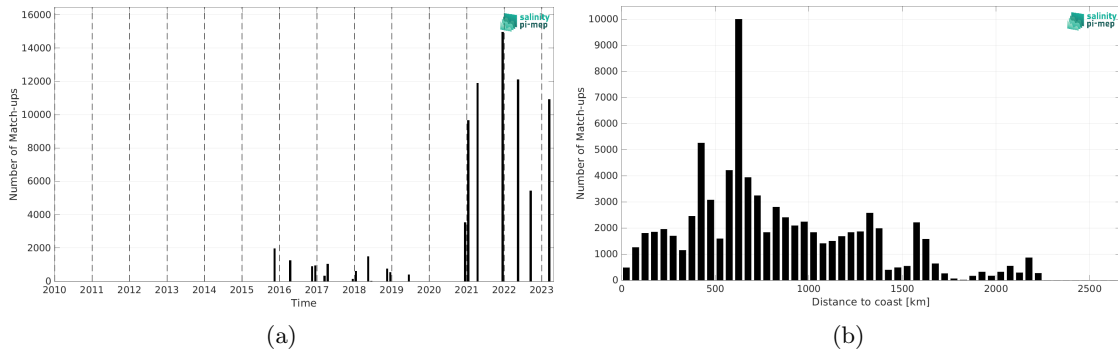 16000
14000
12000
10000
8000
6000
4000
2000
0
Number of Match-ups
2010 2011 2012 2013 2014 2015 2016 2017 2018 2019 2020 2021 2022 2023
Time
salinity
pi-mep
(a)
10000
9000
8000
7000
6000
5000
4000
3000
2000
1000
0
Number of Match-ups
0 500 1000 1500 2000 2500
Distance to coast [km]
salinity
pi-mep
(b)